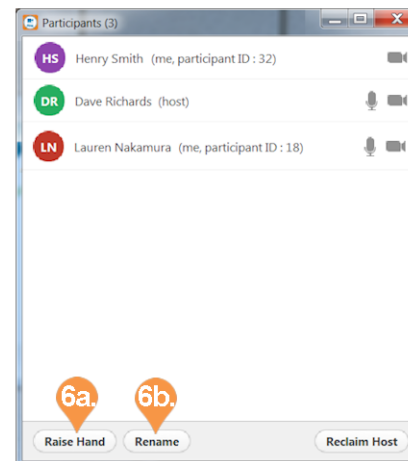 Participants (3)
HS Henry Smith (me, participant ID : 32)
DR Dave Richards (host)
LN Lauren Nakamura (me, participant ID : 18)
6a. 6b.
Raise Hand Rename Reclaim Host